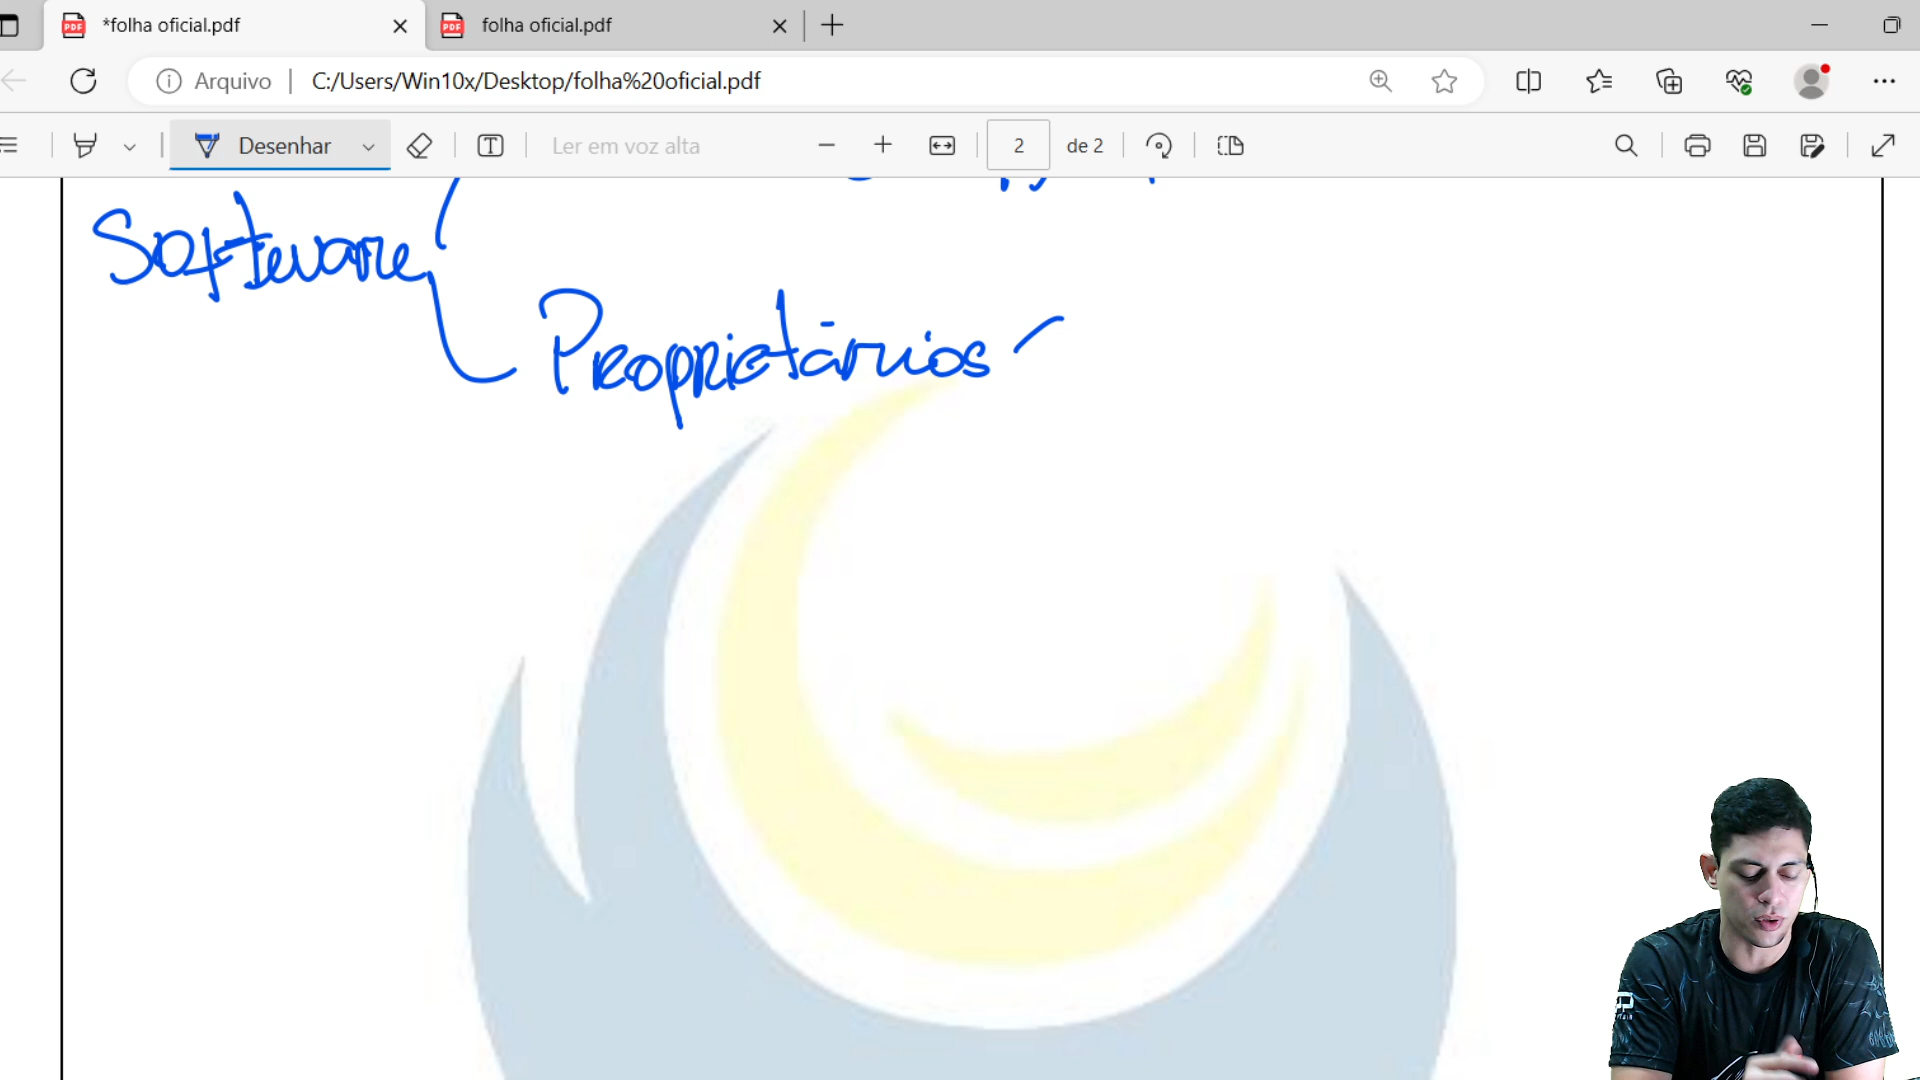 *folha oficial.pdf
folha oficial.pdf
Arquivo
C:/Users/Win10x/Desktop/folha%20oficial.pdf
Desenhar
Ler em voz alta
2
de 2
Software
Proprietários